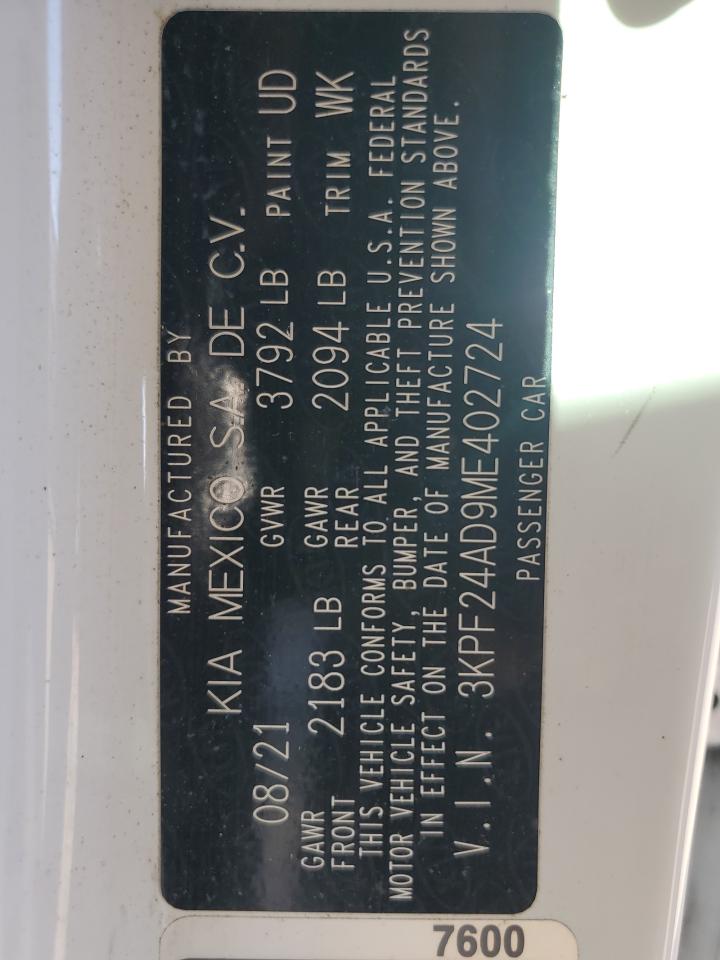 MANUFACTURED BY
KIA MEXICO S.A. DE C.V.
08/21 GVWR 3792 LB PAINT UD
GAWR FRONT 2183 LB GAWR REAR 2094 LB TRIM WK
THIS VEHICLE CONFORMS TO ALL APPLICABLE U.S.A. FEDERAL
MOTOR VEHICLE SAFETY, BUMPER, AND THEFT PREVENTION STANDARDS
IN EFFECT ON THE DATE OF MANUFACTURE SHOWN ABOVE.
V.I.N. 3KPF24AD9ME402724
PASSENGER CAR
7600